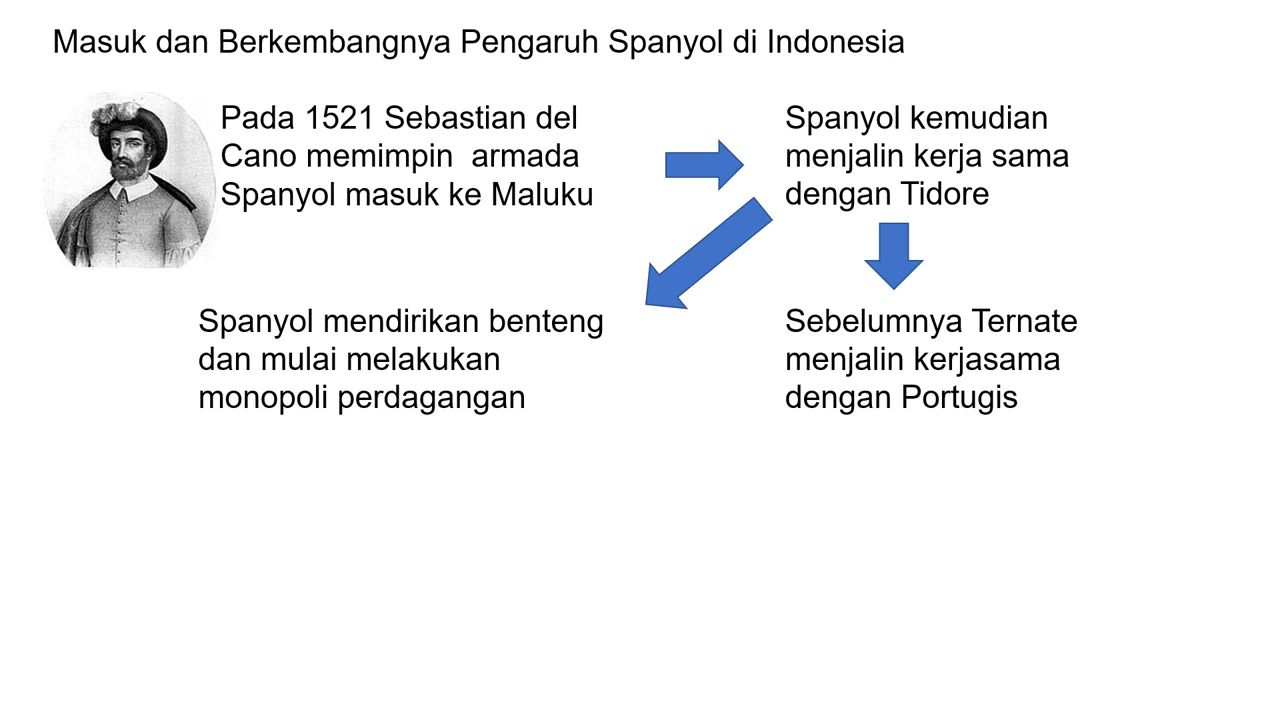 Masuk dan Berkembangnya Pengaruh Spanyol di Indonesia
Pada 1521 Sebastian del
Cano memimpin  armada
Spanyol masuk ke Maluku
Spanyol kemudian
menjalin kerja sama
dengan Tidore
Spanyol mendirikan benteng
dan mulai melakukan
monopoli perdagangan
Sebelumnya Ternate
menjalin kerjasama
dengan Portugis